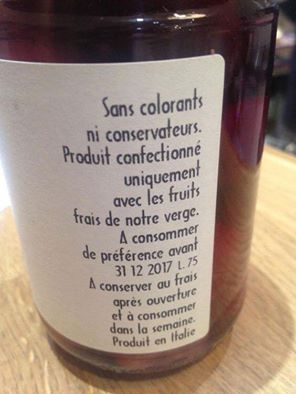 Sans colorants
ni conservateurs.
Produit confectionné
uniquement
avec les fruits
frais de notre verge.
A consommer
de préférence avant
31 12 2017 L. 75
A conserver au frais
après ouverture
et à consommer
dans la semaine.
Produit en Italie